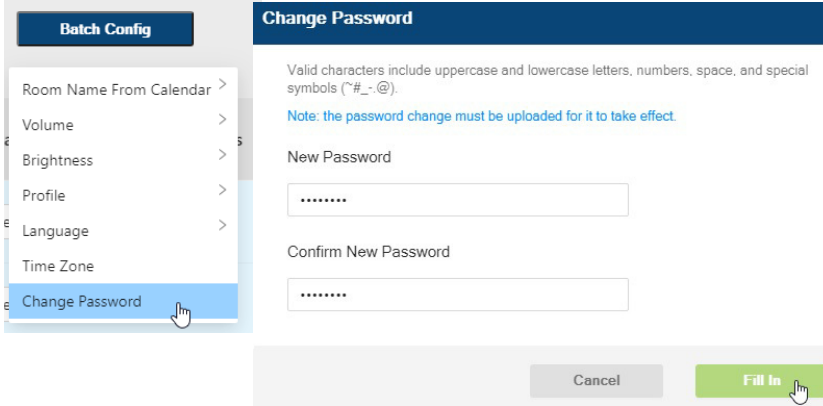 Batch Config
Room Name From Calendar
Volume
Brightness
Profile
Language
Time Zone
Change Password
Change Password
Valid characters include uppercase and lowercase letters, numbers, space, and special
symbols (~#_-.@).
Note: the password change must be uploaded for it to take effect.
New Password
••••••••
Confirm New Password
••••••••
Cancel
Fill In